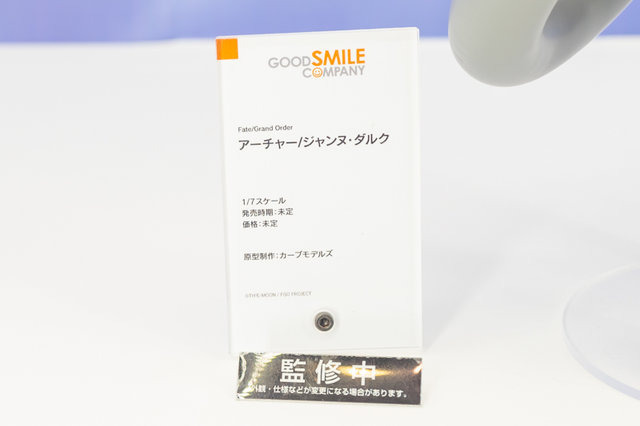 GOOD SMILE
COMPANY
Fate/Grand Order
アーチャー/ジャンヌ・ダルク
1/7スケール
発売時期：未定
価格：未定
原型制作：カーブモデルズ
©TYPE-MOON / FGO PROJECT
監修中
外観・仕様などが変更になる場合があります。